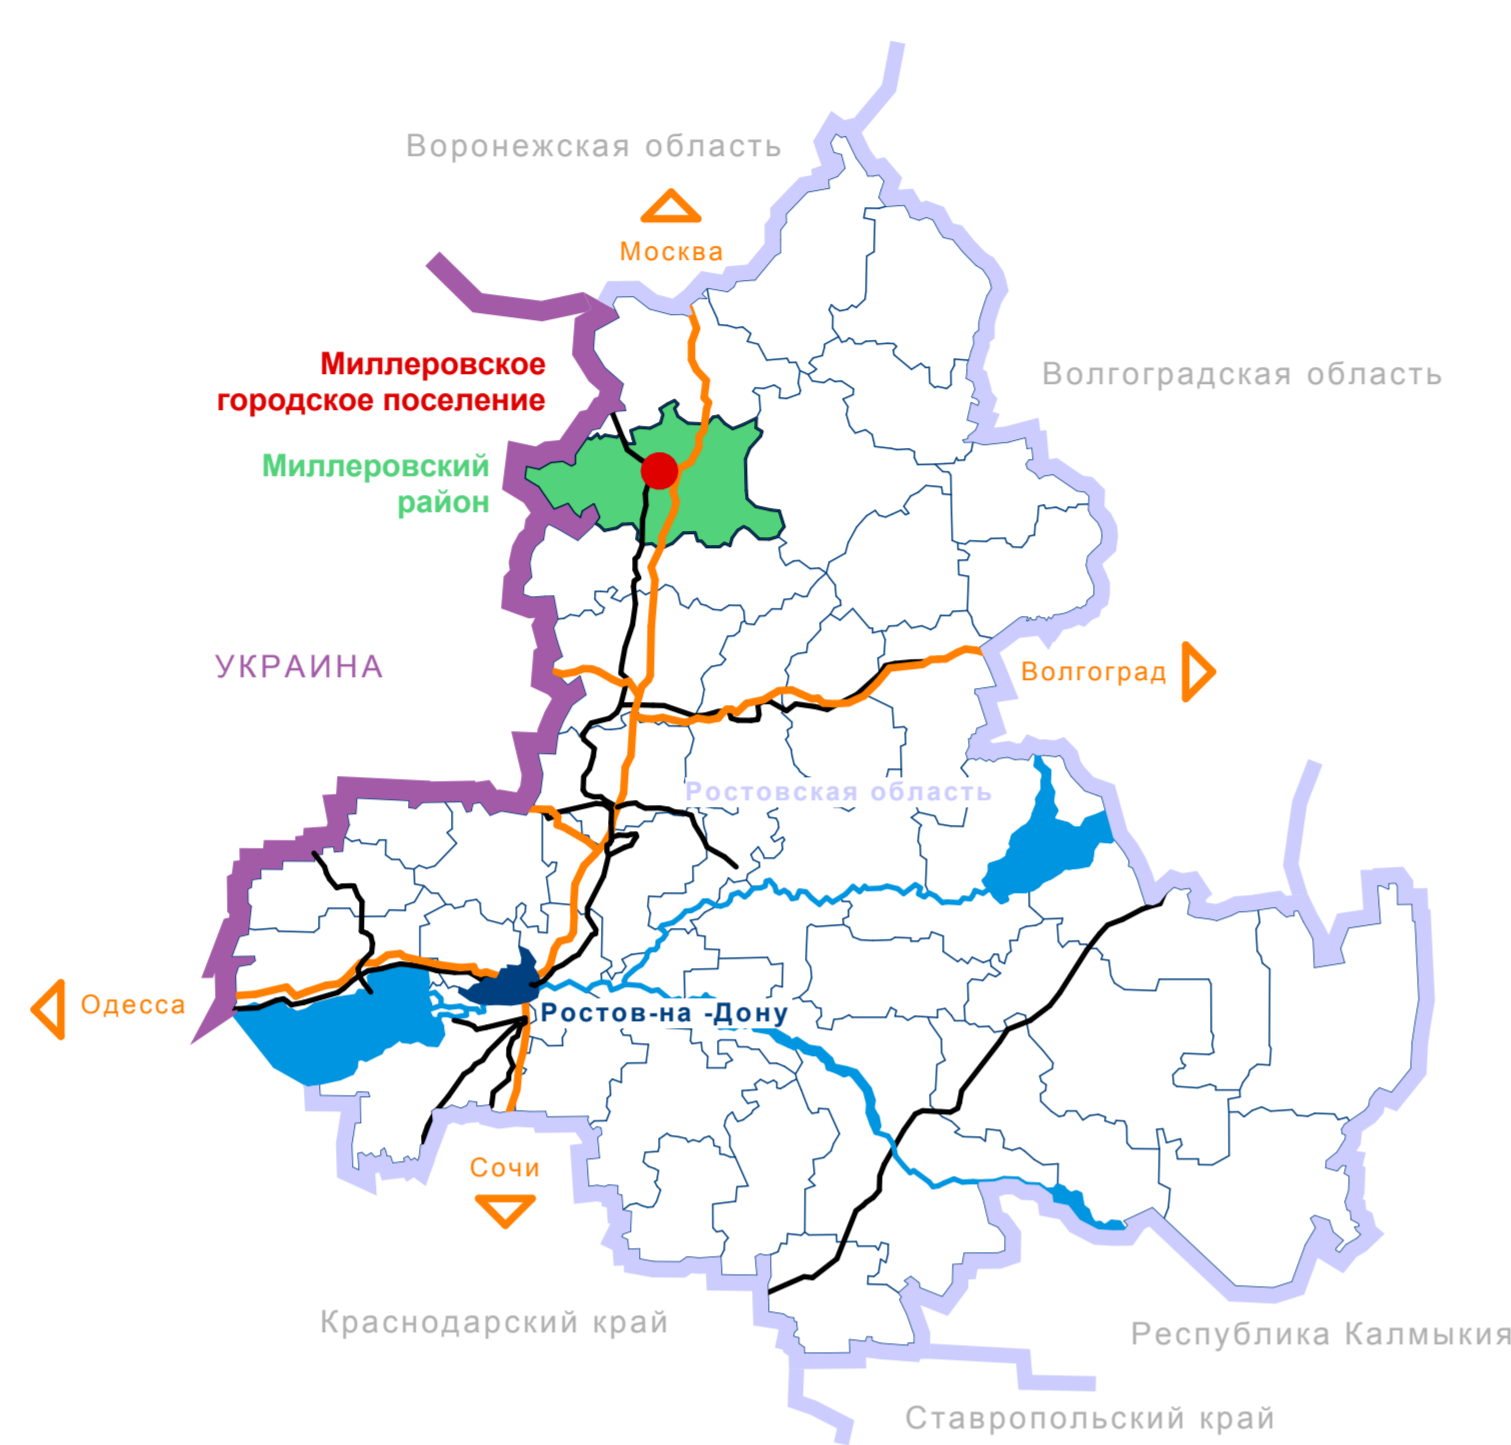 Воронежская область
Москва
Миллеровское
городское поселение
Волгоградская область
Миллеровский
район
УКРАИНА
Волгоград
Ростовская область
Одесса
Ростов-на -Дону
Сочи
Краснодарский край
Республика Калмыкия
Ставропольский край